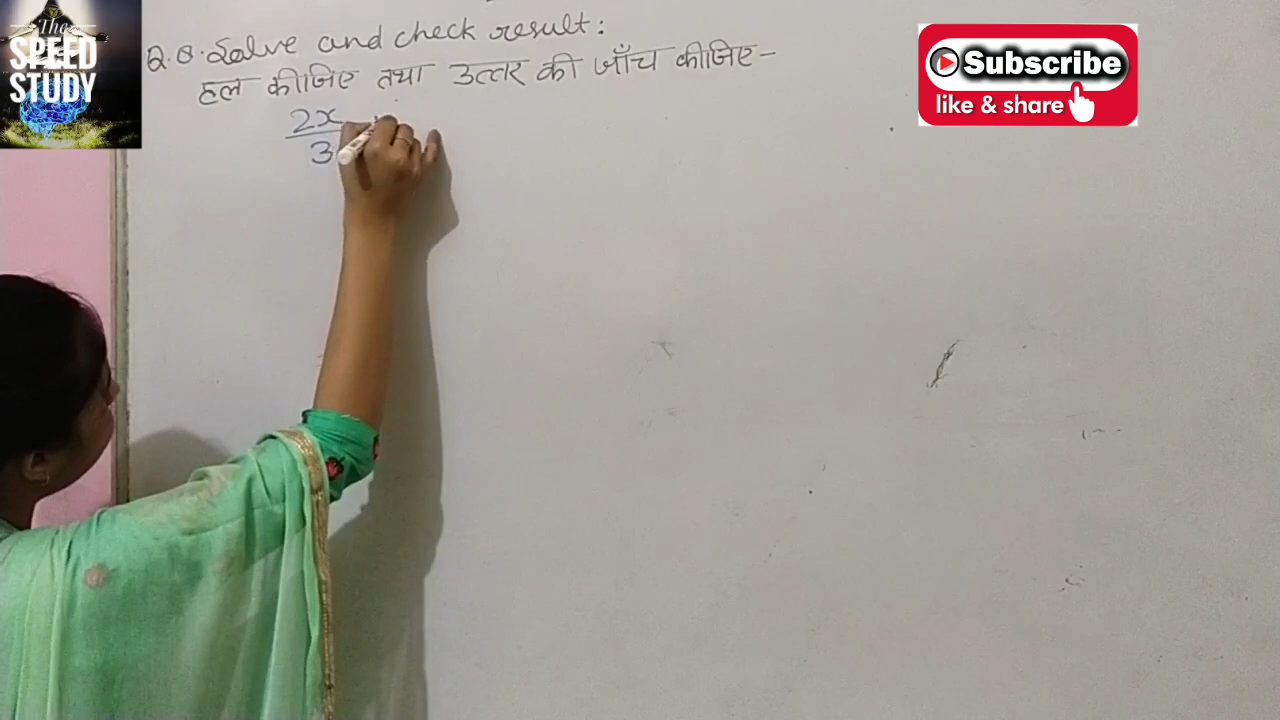 The
SPEED
STUDY
Subscribe
like & share
Q.8. Solve and check result:
हल कीजिए तथा उत्तर की जाँच कीजिए-
2x
3